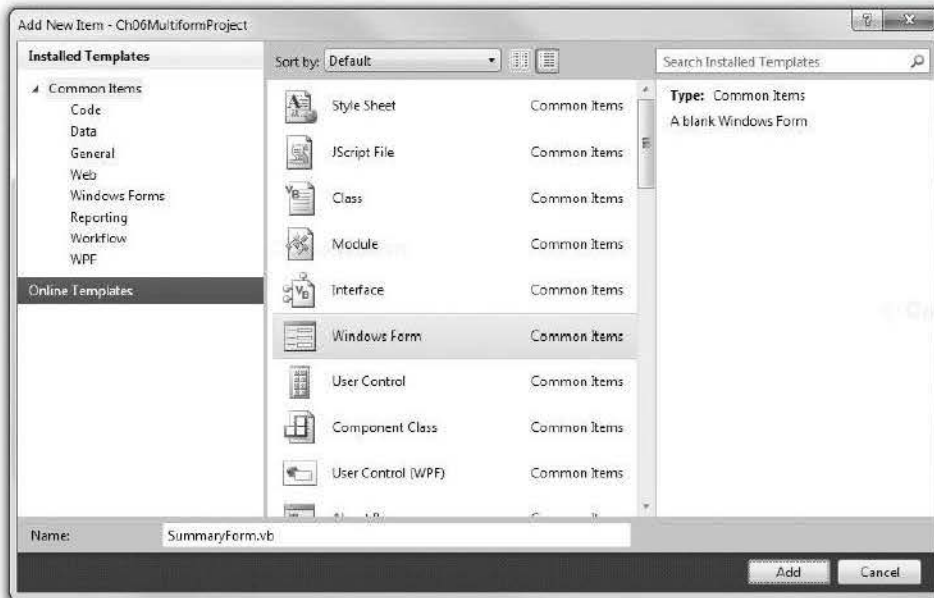 Add New Item - Ch06MultiformProject
Installed Templates
Common Items
Code
Data
General
Web
Windows Forms
Reporting
Workflow
WPF
Online Templates
Sort by: Default
Search Installed Templates
Style Sheet Common Items
JScript File Common Items
Class Common Items
Module Common Items
Interface Common Items
Windows Form Common Items
User Control Common Items
Component Class Common Items
User Control (WPF) Common Items
Type: Common Items
A blank Windows Form
Name: SummaryForm.vb
Add Cancel